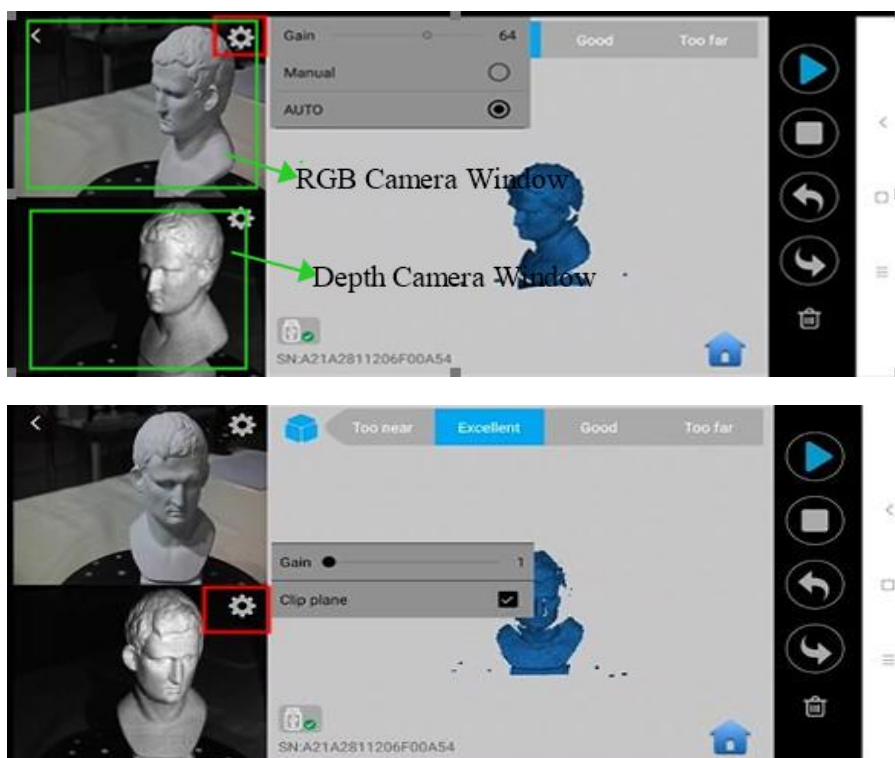 Gain 64 Good Too far
Manual
AUTO
RGB Camera Window
Depth Camera Window
SN:A21A2811206F00A54
Too near Excellent Good Too far
Gain 1
Clip plane
SN:A21A2811206F00A54